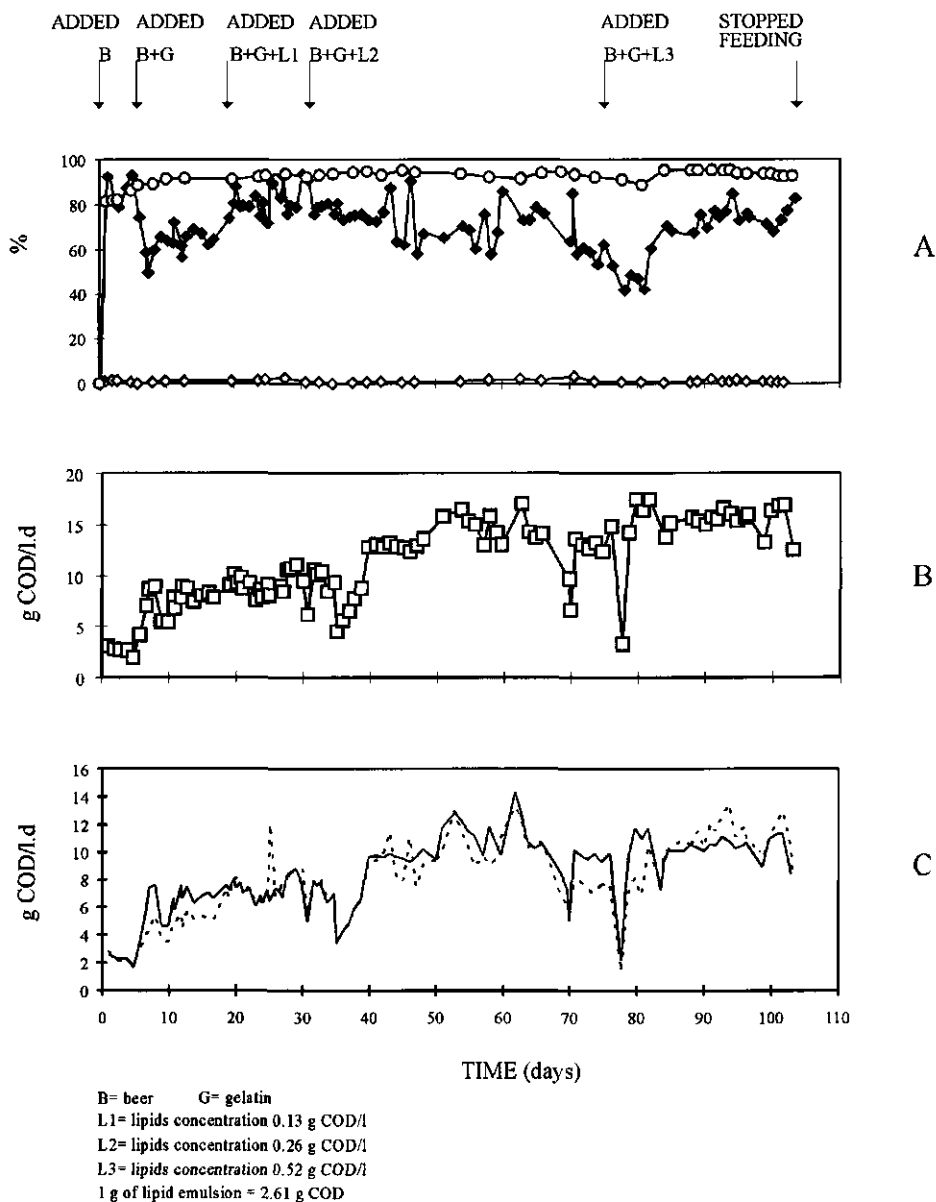 ADDED ADDED ADDED ADDED ADDED STOPPED
B B+G B+G+L1 B+G+L2 B+G+L3 FEEDING
100
80
60
40
20
0
%
A
20
15
10
5
0
g COD/l.d
B
16
14
12
10
8
6
4
2
0
g COD/l.d
C
0 10 20 30 40 50 60 70 80 90 100 110
TIME (days)
B= beer G= gelatin
L1= lipids concentration 0.13 g COD/l
L2= lipids concentration 0.26 g COD/l
L3= lipids concentration 0.52 g COD/l
1 g of lipid emulsion = 2.61 g COD